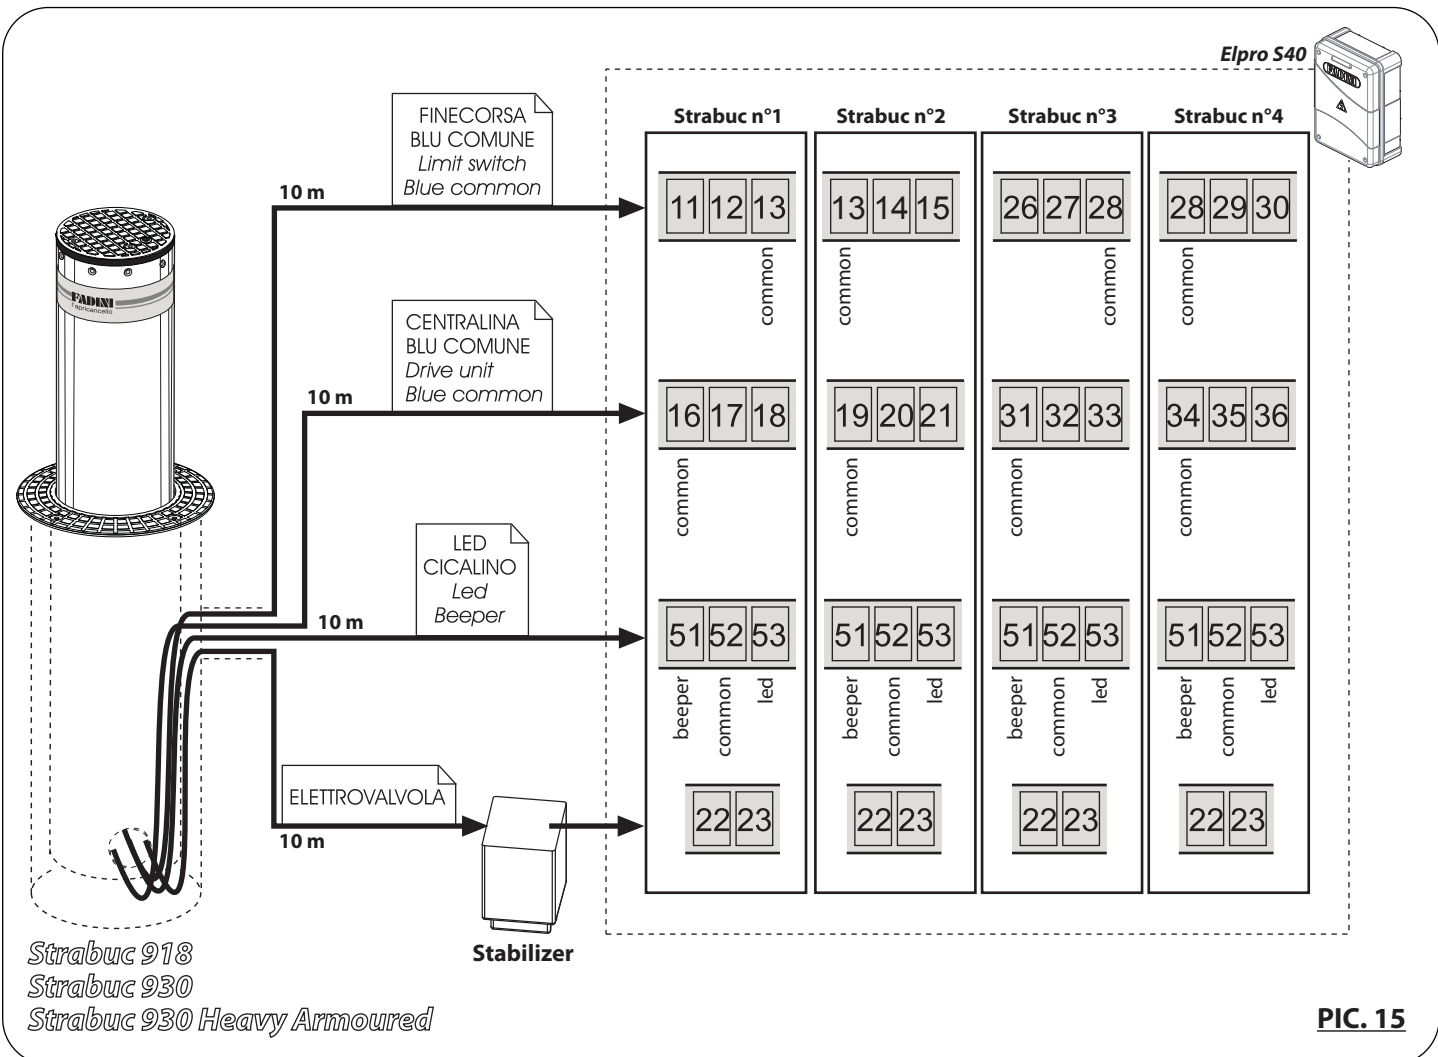 Elpro S40
FADINI
Strabuc n°1
Strabuc n°2
Strabuc n°3
Strabuc n°4
FINECORSA
BLU COMUNE
Limit switch
Blue common
10 m
11 12 13
common
13 14 15
common
26 27 28
common
28 29 30
common
FADINI
l'apricancello
CENTRALINA
BLU COMUNE
Drive unit
Blue common
10 m
16 17 18
common
19 20 21
common
31 32 33
common
34 35 36
common
LED
CICALINO
Led
Beeper
10 m
51 52 53
beeper
common
led
51 52 53
beeper
common
led
51 52 53
beeper
common
led
51 52 53
beeper
common
led
ELETTROVALVOLA
10 m
22 23
22 23
22 23
22 23
Stabilizer
Strabuc 918
Strabuc 930
Strabuc 930 Heavy Armoured
PIC. 15